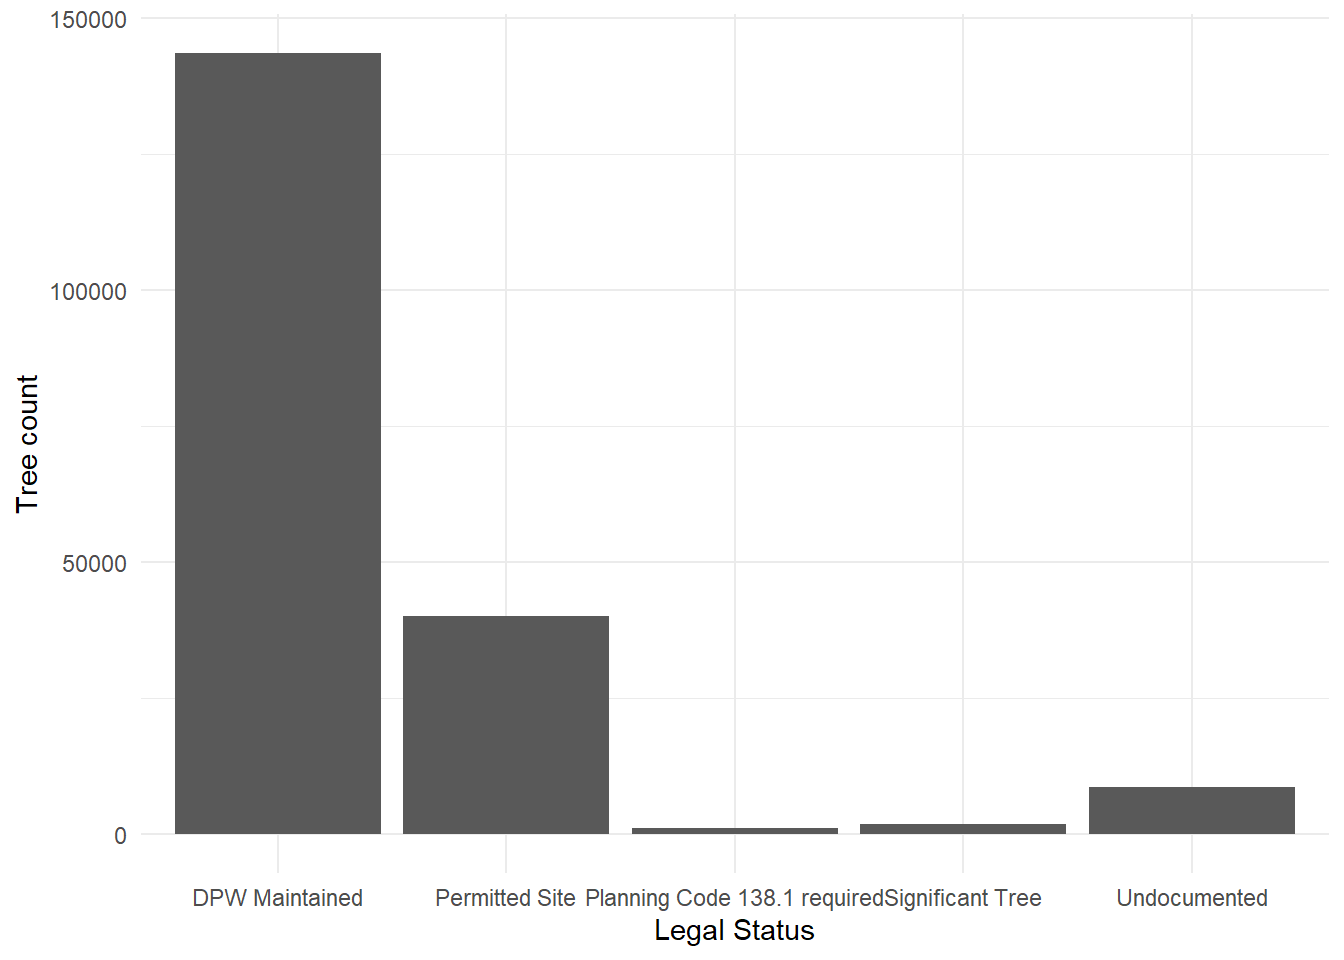 150000
100000
50000
0
Tree count
DPW Maintained
Permitted Site
Planning Code 138.1 required
Significant Tree
Undocumented
Legal Status